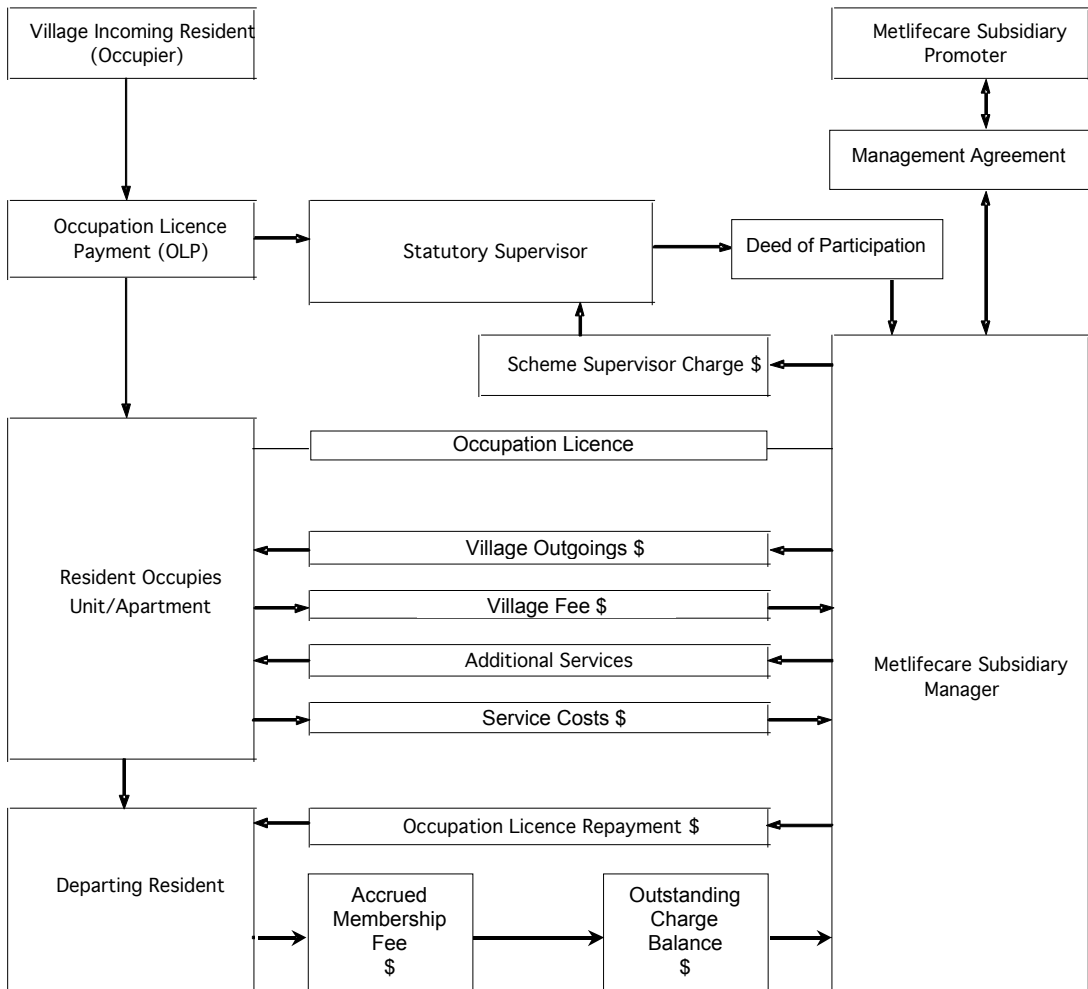 Village Incoming Resident
(Occupier)
Metlifecare Subsidiary
Promoter
Management Agreement
Occupation Licence
Payment (OLP)
Statutory Supervisor
Deed of Participation
Scheme Supervisor Charge $
Occupation Licence
Village Outgoings $
Resident Occupies
Unit/Apartment
Village Fee $
Additional Services
Metlifecare Subsidiary
Manager
Service Costs $
Occupation Licence Repayment $
Departing Resident
Accrued
Membership
Fee
$
Outstanding
Charge
Balance
$